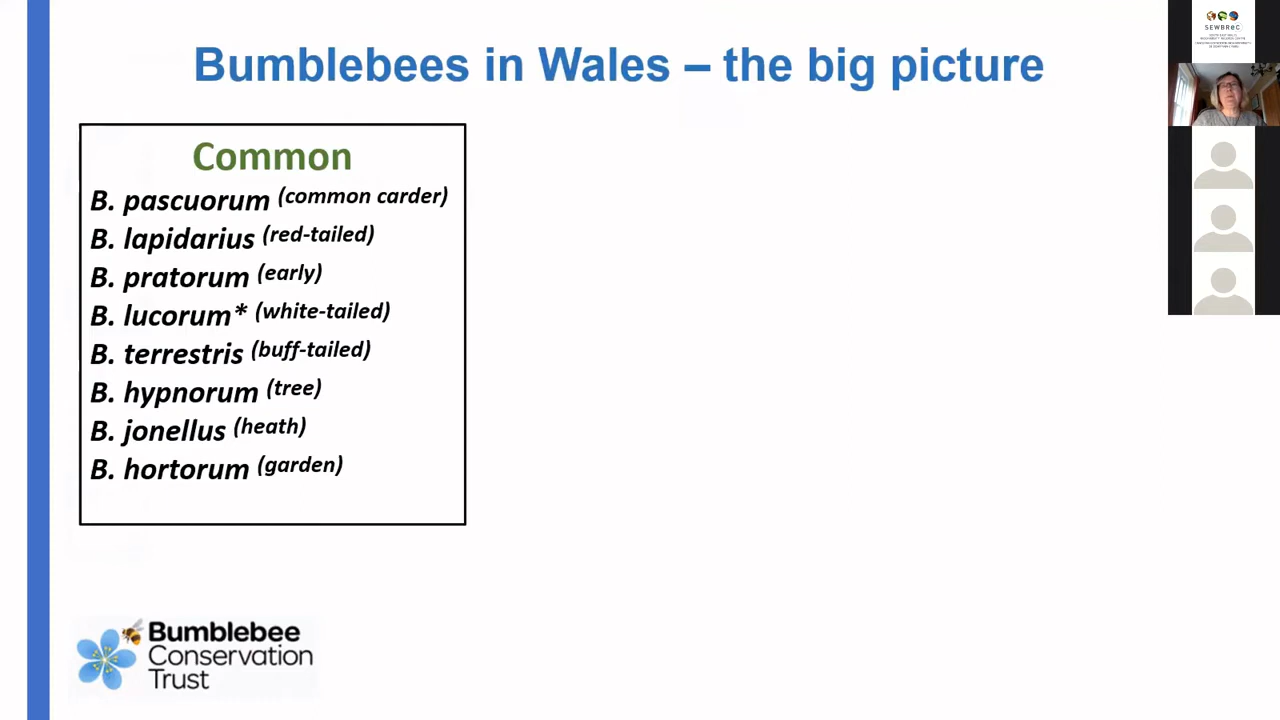 Bumblebees in Wales – the big picture
Common
B. pascuorum (common carder)
B. lapidarius (red-tailed)
B. pratorum (early)
B. lucorum* (white-tailed)
B. terrestris (buff-tailed)
B. hypnorum (tree)
B. jonellus (heath)
B. hortorum (garden)
Bumblebee
Conservation
Trust
SEWBReC